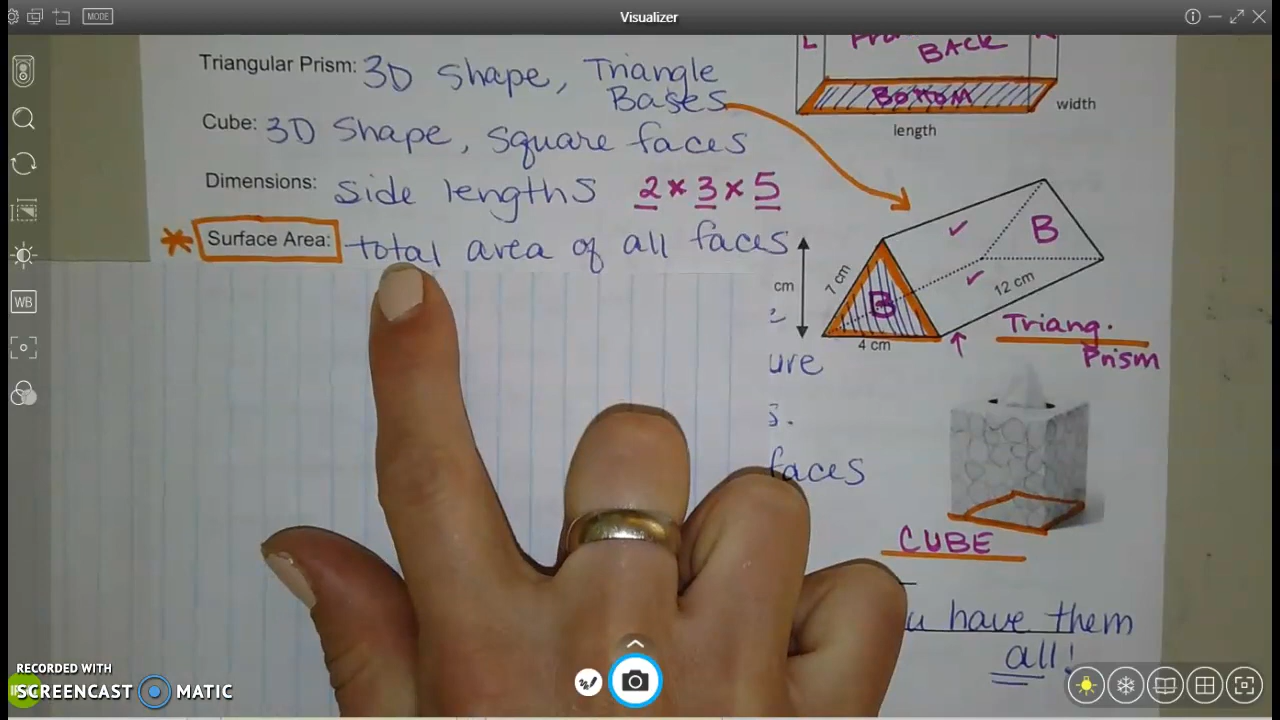 MODE
Visualizer
Triangular Prism: 3D Shape, Triangle
Bases
Cube: 3D Shape, square faces
Dimensions: side lengths 2 x 3 x 5
* Surface Area: total area of all faces
L
BACK
BOTTOM
width
length
B
7 cm
cm
B
12 cm
4 cm
Triang.
Prism
ure
s.
faces
CUBE
u have them
all!
WB
RECORDED WITH
SCREENCAST MATIC